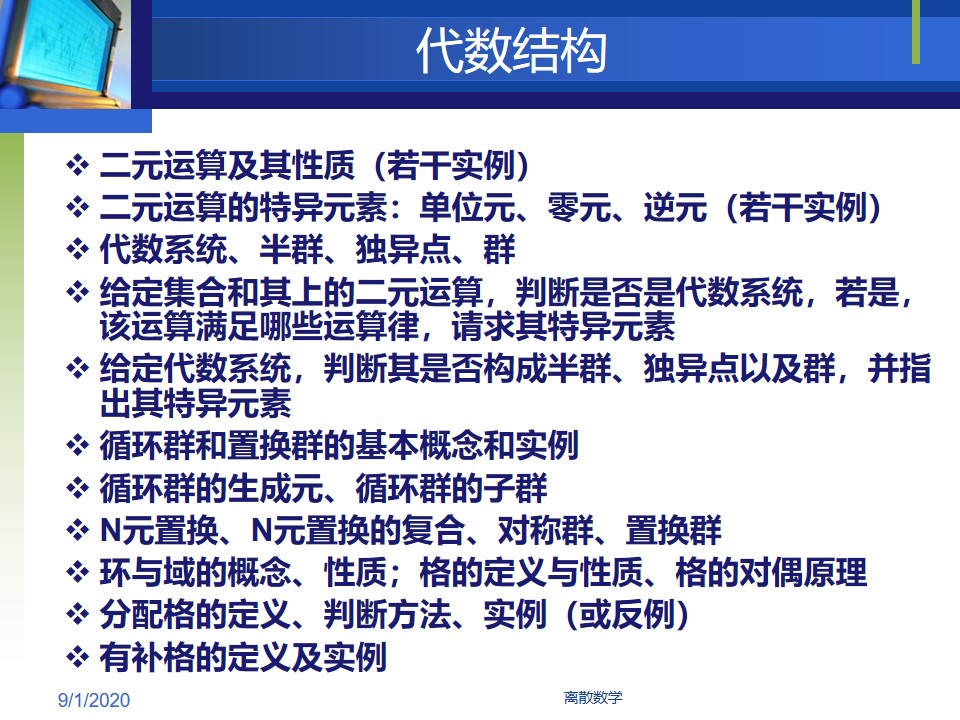 代数结构
❖ 二元运算及其性质（若干实例）
❖ 二元运算的特异元素：单位元、零元、逆元（若干实例）
❖ 代数系统、半群、独异点、群
❖ 给定集合和其上的二元运算，判断是否是代数系统，若是，
该运算满足哪些运算律，请求其特异元素
❖ 给定代数系统，判断其是否构成半群、独异点以及群，并指
出其特异元素
❖ 循环群和置换群的基本概念和实例
❖ 循环群的生成元、循环群的子群
❖ N元置换、N元置换的复合、对称群、置换群
❖ 环与域的概念、性质；格的定义与性质、格的对偶原理
❖ 分配格的定义、判断方法、实例（或反例）
❖ 有补格的定义及实例
9/1/2020
离散数学